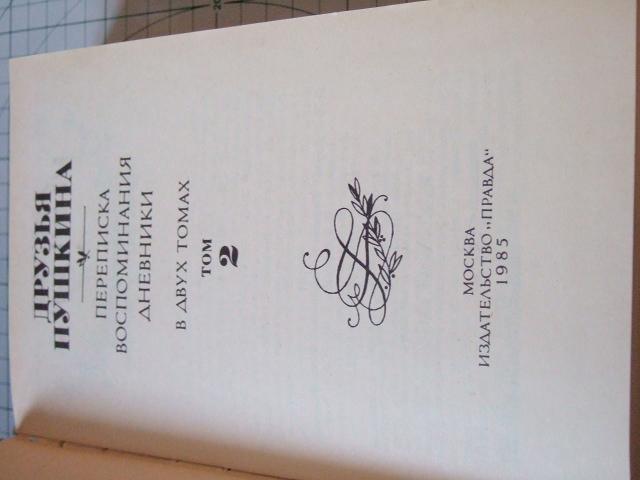 ДРУЗЬЯ
ПУШКИНА
ПЕРЕПИСКА
ВОСПОМИНАНИЯ
ДНЕВНИКИ
В ДВУХ ТОМАХ
ТОМ
2
МОСКВА
ИЗДАТЕЛЬСТВО „ПРАВДА“
1985